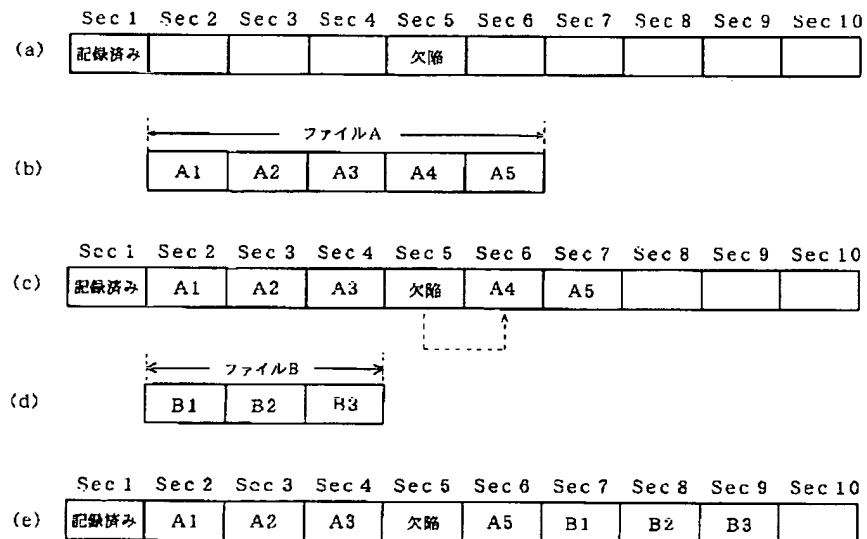 Sec 1 Sec 2 Sec 3 Sec 4 Sec 5 Sec 6 Sec 7 Sec 8 Sec 9 Sec 10
(a) 記録済み 欠陥
ファイルA
(b) A1 A2 A3 A4 A5
Sec 1 Sec 2 Sec 3 Sec 4 Sec 5 Sec 6 Sec 7 Sec 8 Sec 9 Sec 10
(c) 記録済み A1 A2 A3 欠陥 A4 A5
ファイルB
(d) B1 B2 B3
Sec 1 Sec 2 Sec 3 Sec 4 Sec 5 Sec 6 Sec 7 Sec 8 Sec 9 Sec 10
(e) 記録済み A1 A2 A3 欠陥 A5 B1 B2 B3